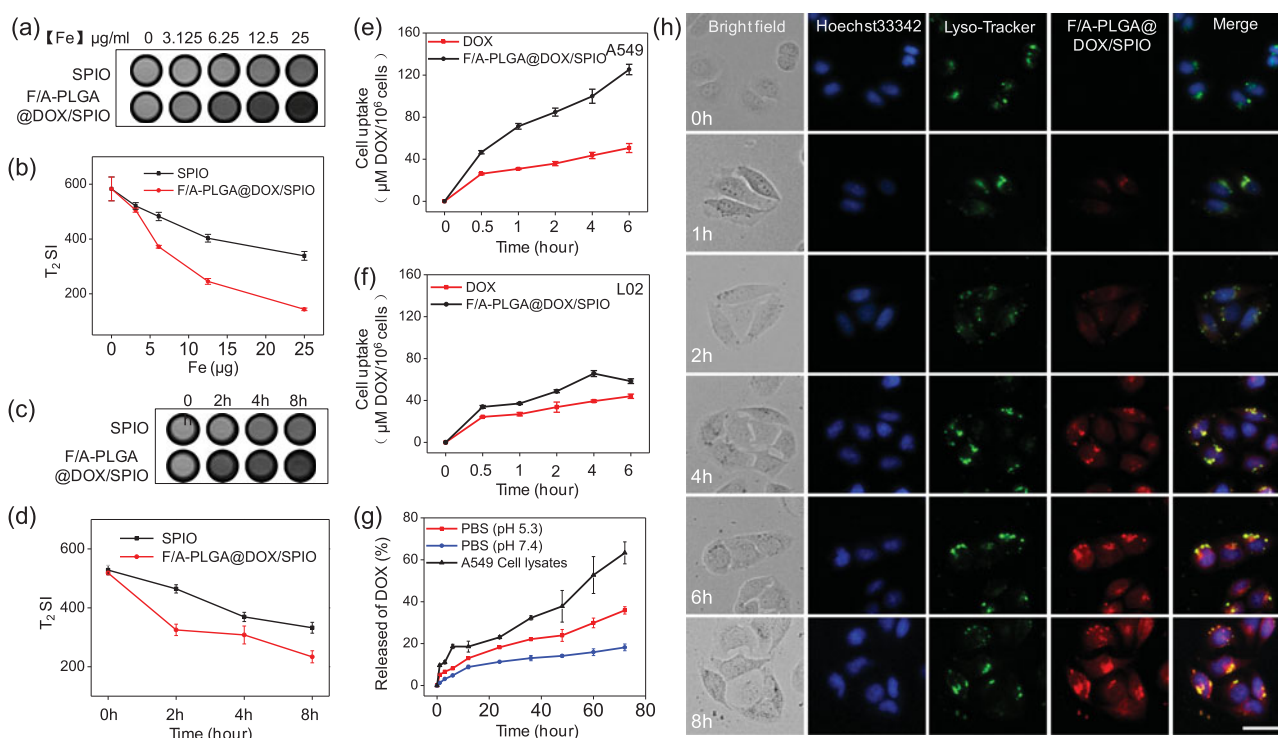 (a)
【Fe】 μg/ml 0 3.125 6.25 12.5 25
SPIO
F/A-PLGA
@DOX/SPIO
(b)
600
400
200
T₂ SI
SPIO
F/A-PLGA@DOX/SPIO
0 5 10 15 20 25
Fe (μg)
(c)
0 2h 4h 8h
h
SPIO
F/A-PLGA
@DOX/SPIO
(d)
600
400
200
T₂ SI
SPIO
F/A-PLGA@DOX/SPIO
0h 2h 4h 8h
Time (hour)
(e)
160
120
80
40
0
Cell uptake
( μM DOX/10⁶ cells )
DOX
F/A-PLGA@DOX/SPIO
A549
0 0.5 1 2 4 6
Time (hour)
(f)
160
120
80
40
0
Cell uptake
( μM DOX/10⁶ cells )
DOX
F/A-PLGA@DOX/SPIO
L02
0 0.5 1 2 4 6
Time (hour)
(g)
80
60
40
20
0
Released of DOX (%)
PBS (pH 5.3)
PBS (pH 7.4)
A549 Cell lysates
0 20 40 60 80
Time (hour)
(h)
Bright field Hoechst33342 Lyso-Tracker F/A-PLGA@ Merge
DOX/SPIO
0h
1h
2h
4h
6h
8h